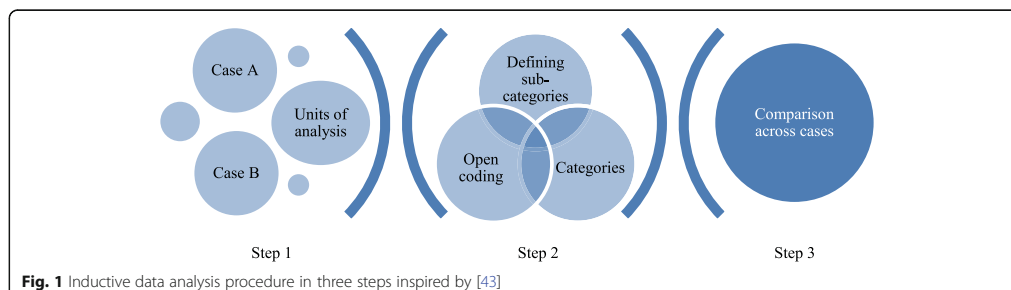 Case A
Units of
analysis
Case B
Step 1
Defining
sub-
categories
Open
coding
Categories
Step 2
Comparison
across cases
Step 3
Fig. 1 Inductive data analysis procedure in three steps inspired by [43]